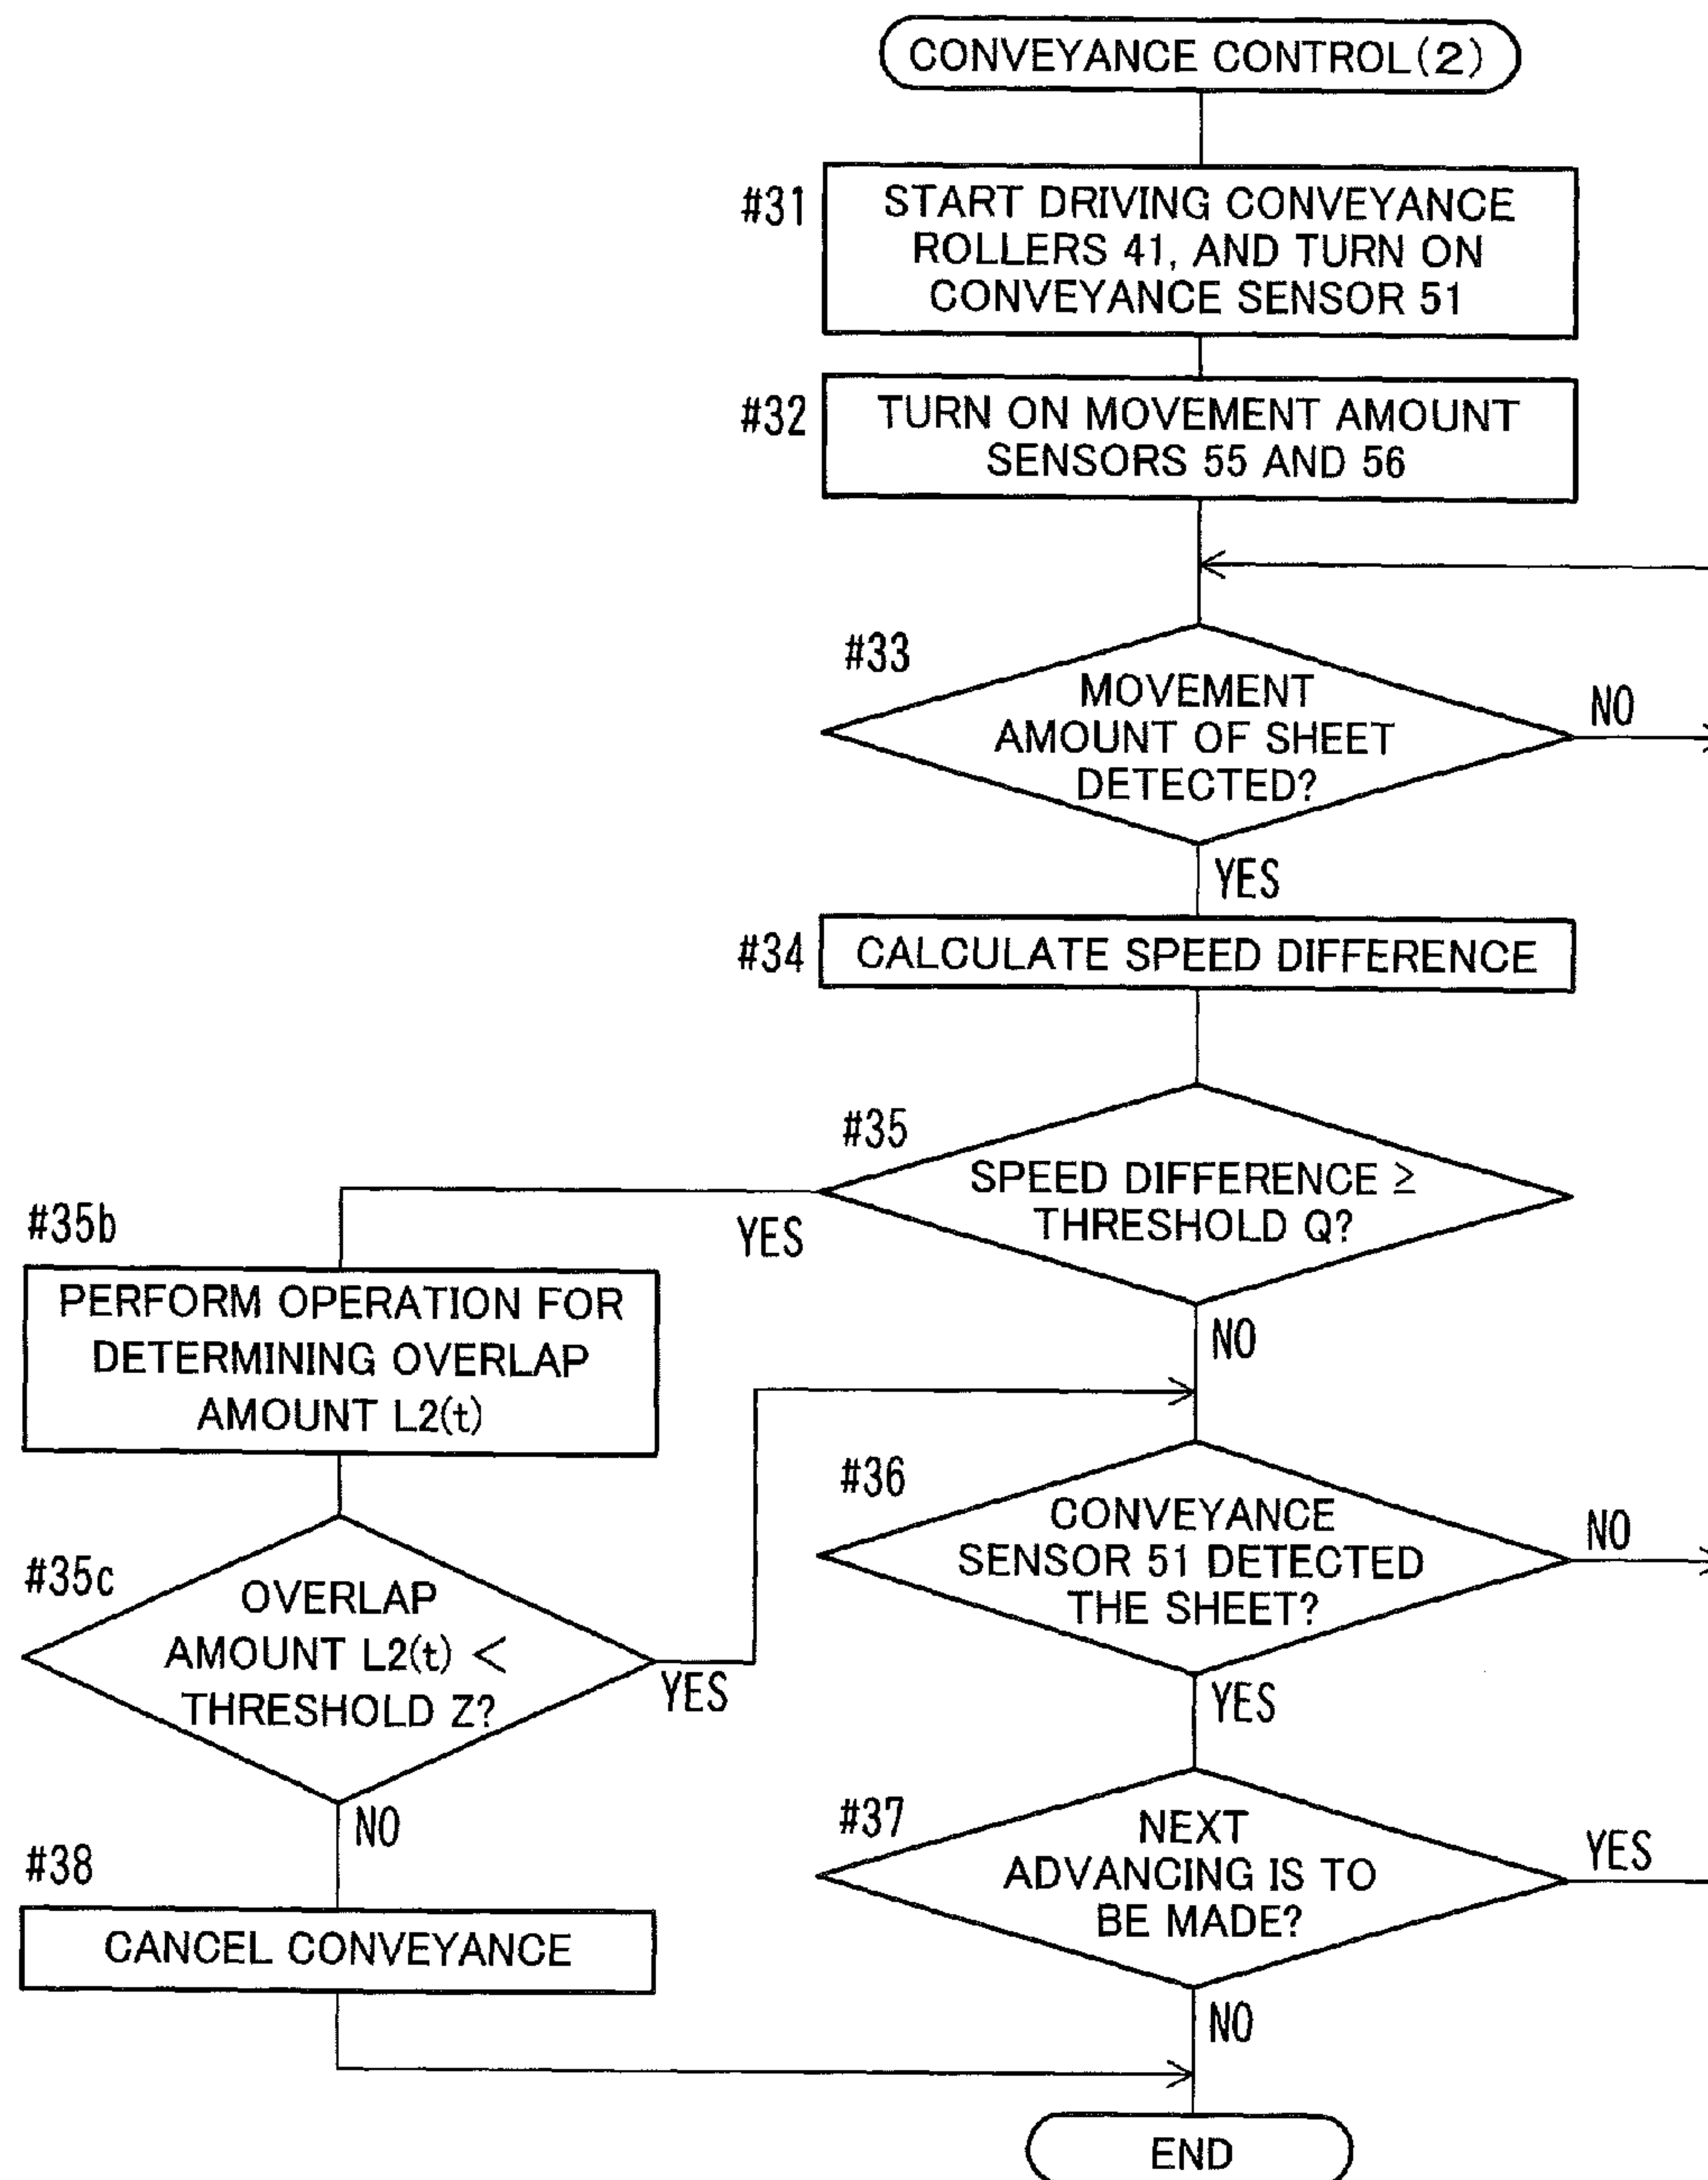 CONVEYANCE CONTROL(2)
#31
START DRIVING CONVEYANCE
ROLLERS 41, AND TURN ON
CONVEYANCE SENSOR 51
#32
TURN ON MOVEMENT AMOUNT
SENSORS 55 AND 56
#33
MOVEMENT
AMOUNT OF SHEET
DETECTED?
NO
YES
#34
CALCULATE SPEED DIFFERENCE
#35
SPEED DIFFERENCE ≥
THRESHOLD Q?
YES
NO
#35b
PERFORM OPERATION FOR
DETERMINING OVERLAP
AMOUNT L2(t)
#35c
OVERLAP
AMOUNT L2(t) <
THRESHOLD Z?
YES
NO
#36
CONVEYANCE
SENSOR 51 DETECTED
THE SHEET?
NO
YES
#37
NEXT
ADVANCING IS TO
BE MADE?
YES
NO
#38
CANCEL CONVEYANCE
END